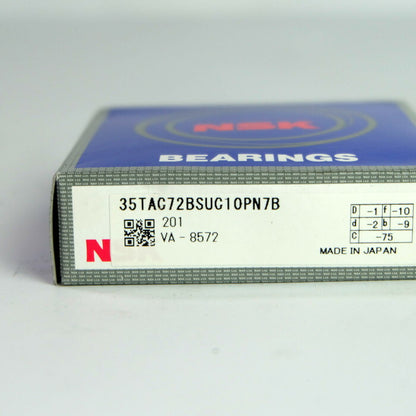 NSK
BEARINGS
35TAC72BSUC10PN7B
201
VA - 8572
D -1 f -10
d -2 b -9
C -75
N
MADE IN JAPAN